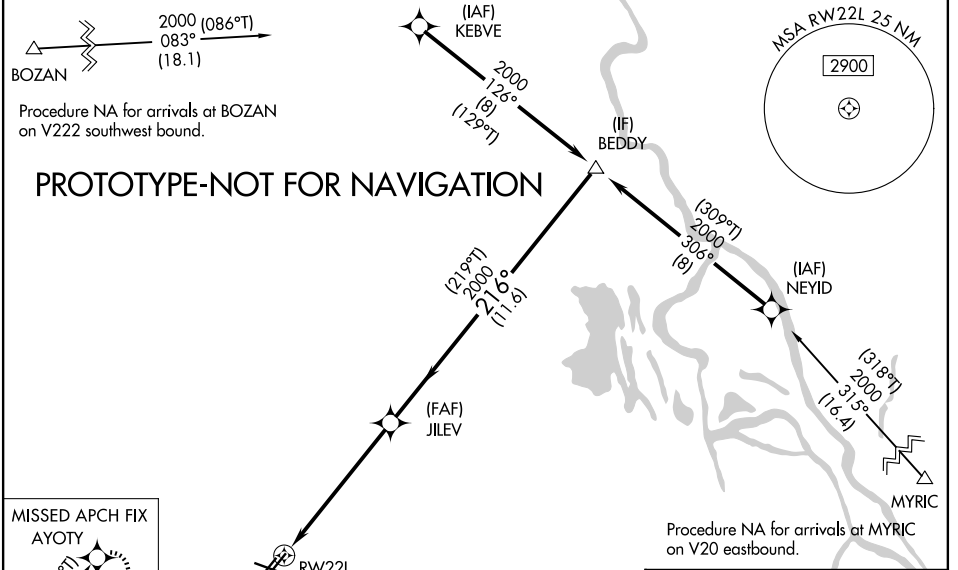 2000 (086°T)
083°
(18.1)
BOZAN
Procedure NA for arrivals at BOZAN
on V222 southwest bound.
(IAF)
KEBVE
2000
126°
(8)
(129°T)
MSA RW22L 25 NM
2900
(IF)
BEDDY
PROTOTYPE-NOT FOR NAVIGATION
(309°T)
2000
306°
(8)
(IAF)
NEYID
(219°T)
2000
216°
(11.6)
(318°T)
2000
315°
(16.4)
(FAF)
JILEV
MYRIC
Procedure NA for arrivals at MYRIC
on V20 eastbound.
MISSED APCH FIX
AYOTY
RW22L